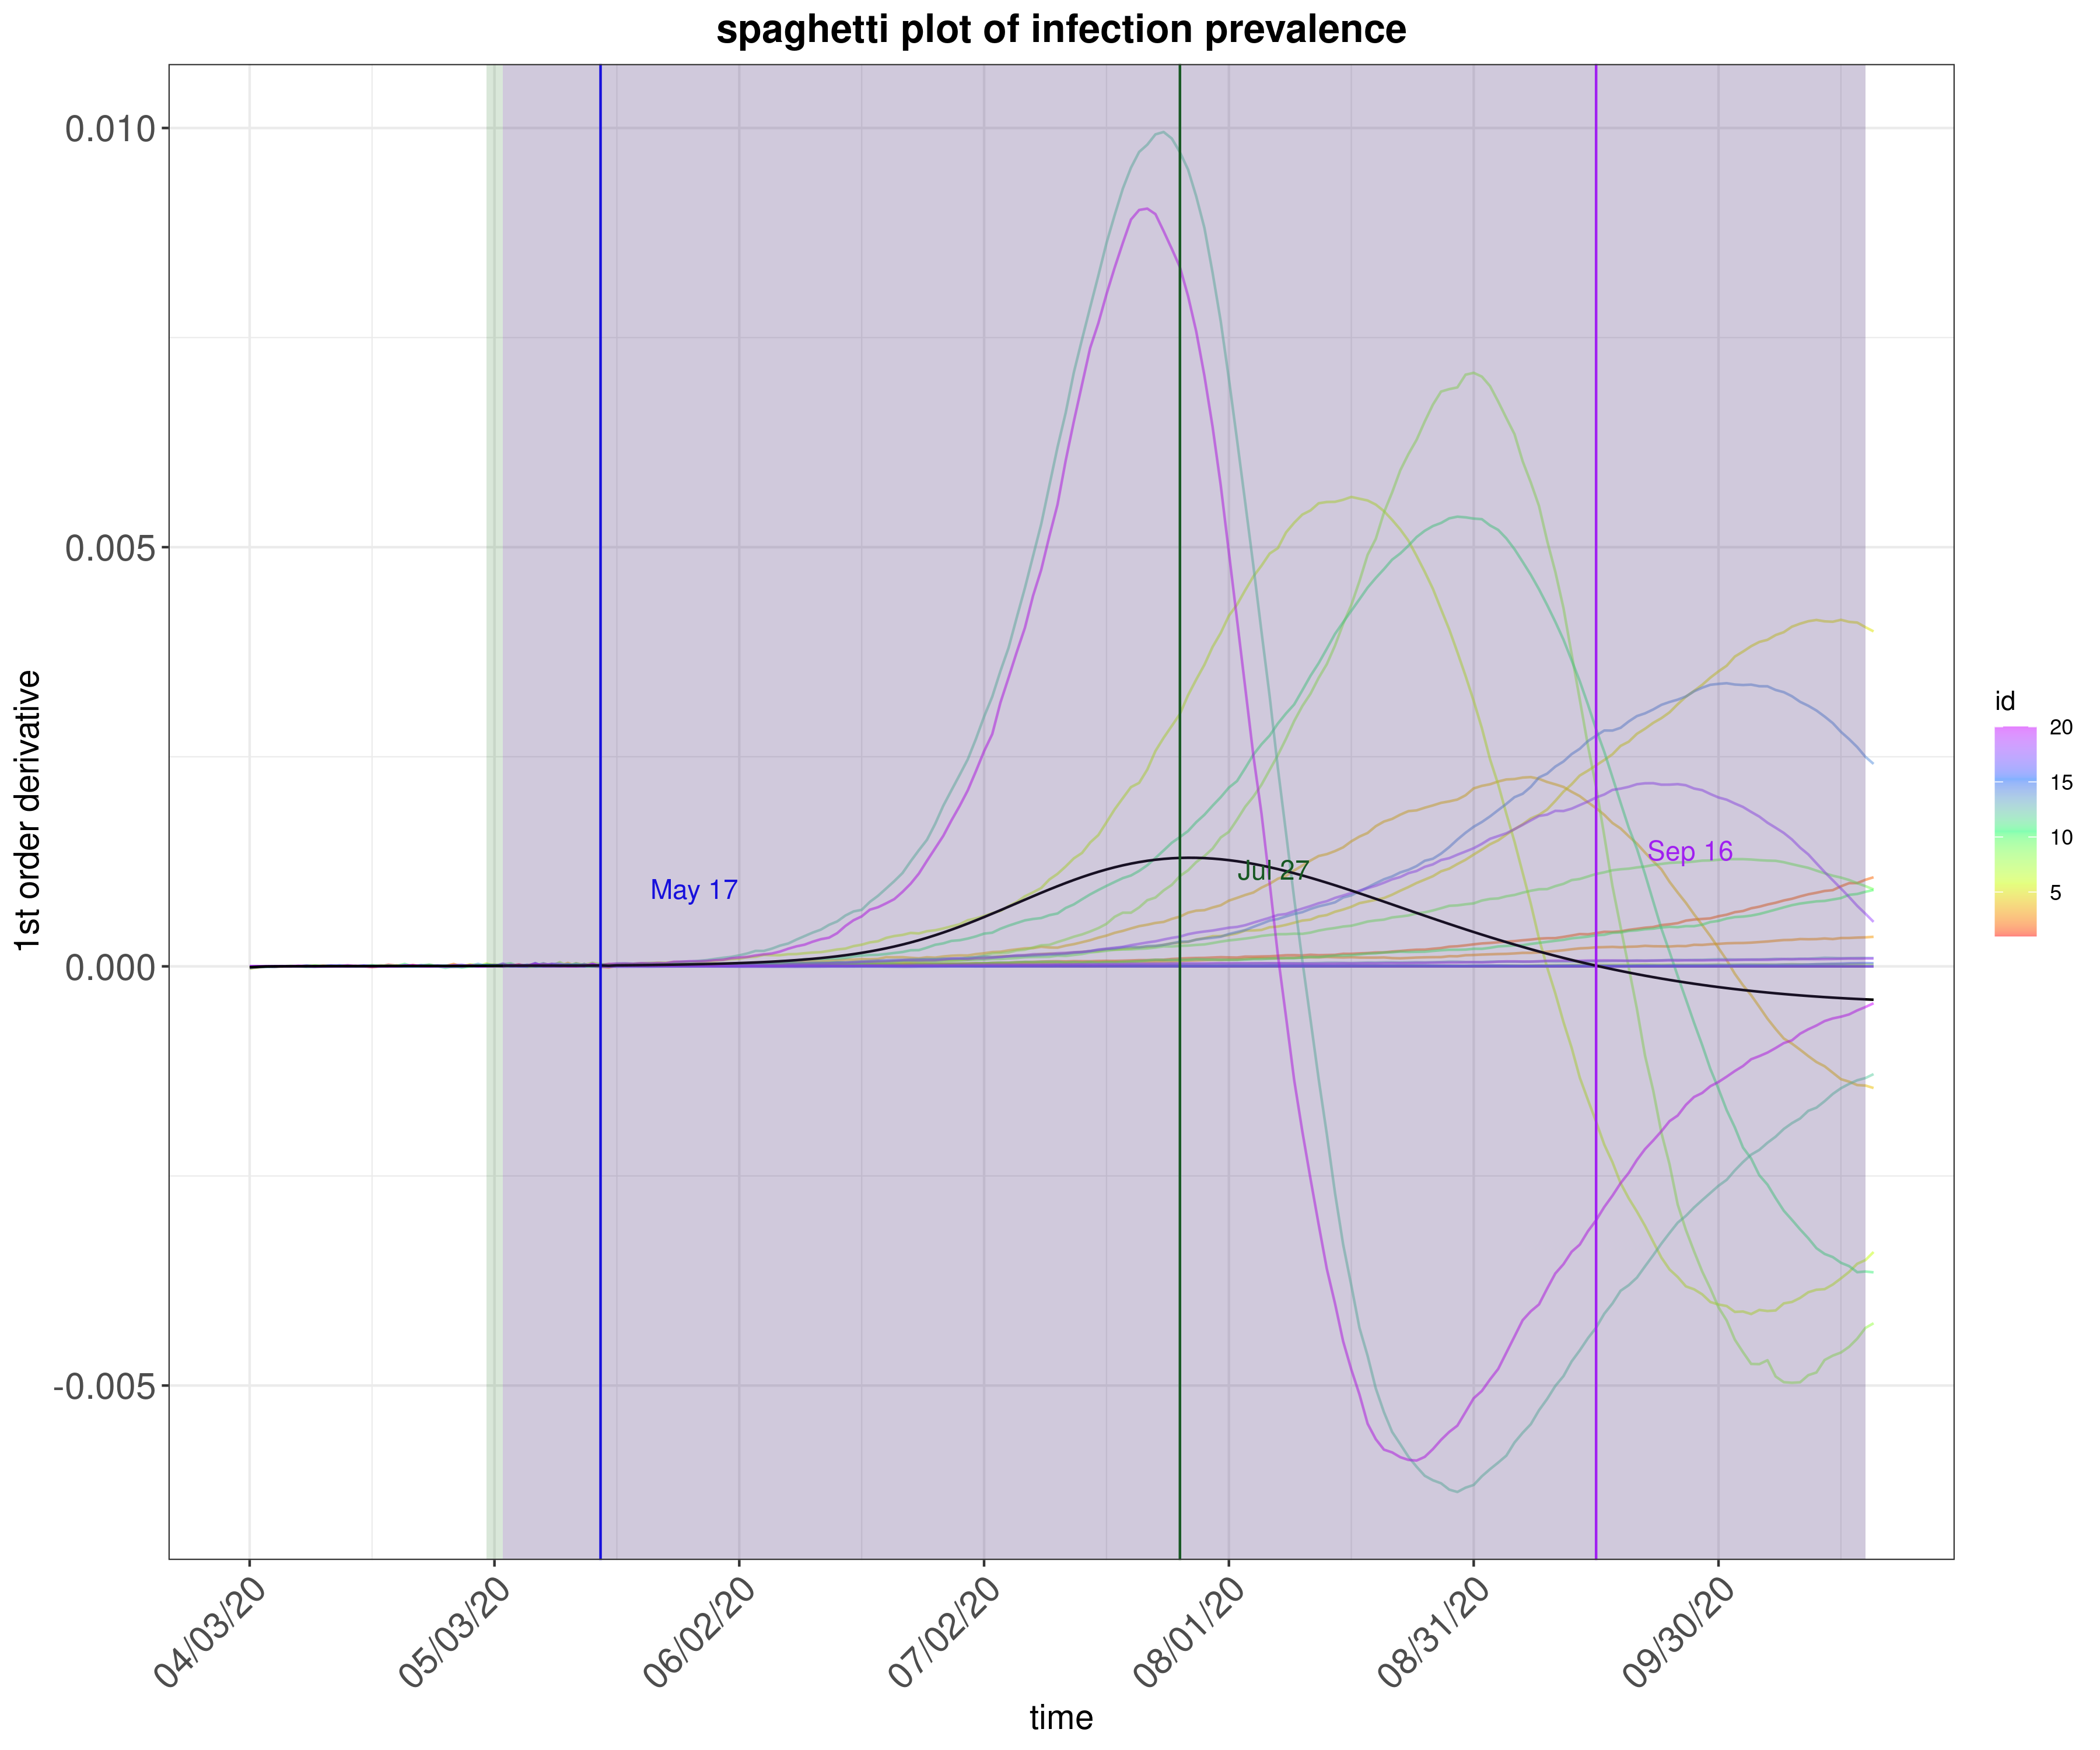 spaghetti plot of infection prevalence
1st order derivative
0.010
0.005
0.000
-0.005
May 17
Jul 27
Sep 16
04/03/20
05/03/20
06/02/20
07/02/20
08/01/20
08/31/20
09/30/20
time
id
20
15
10
5